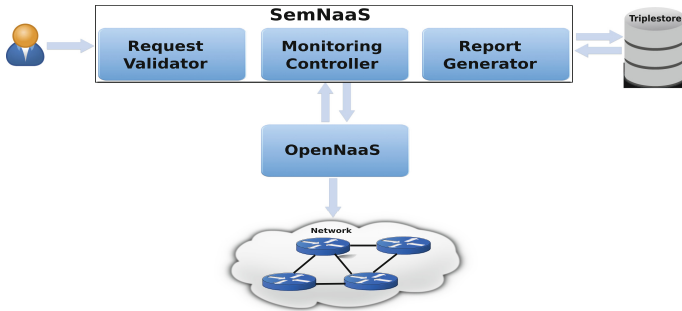 SemNaaS
Request
Validator
Monitoring
Controller
Report
Generator
Triplestore
OpenNaaS
Network